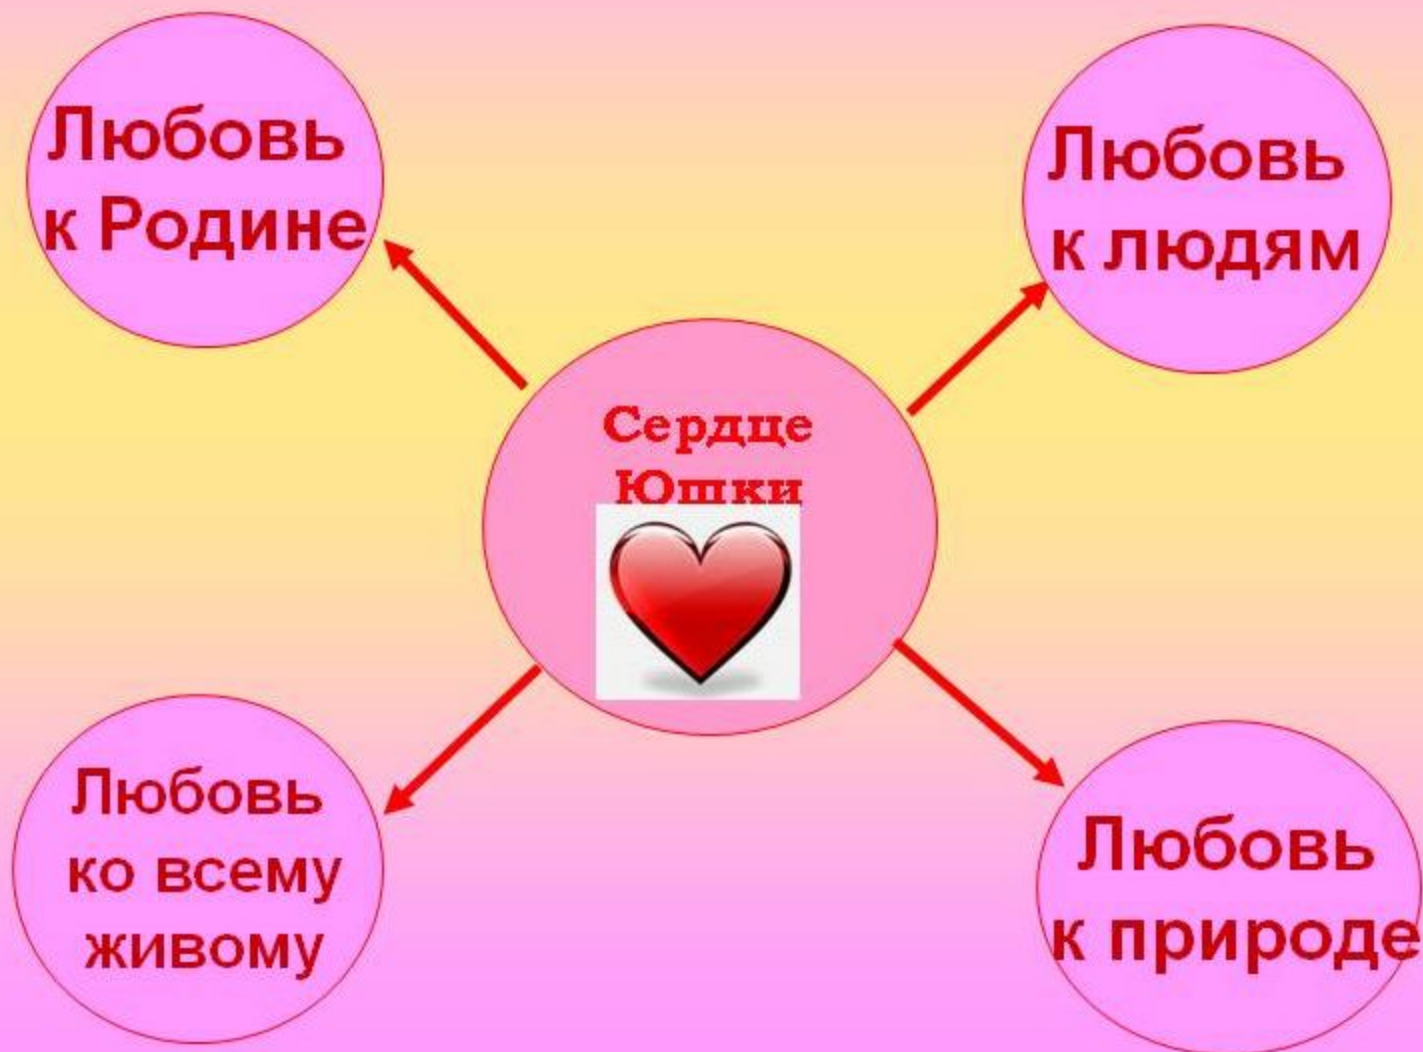 Любовь
к Родине
Любовь
к людям
Сердце
Юшки
Любовь
ко всему
живому
Любовь
к природе